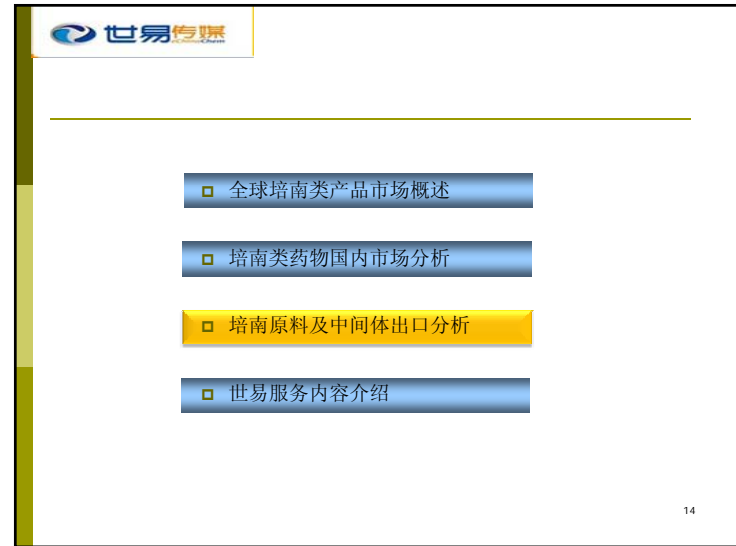 世易传媒
全球培南类产品市场概述
培南类药物国内市场分析
培南原料及中间体出口分析
世易服务内容介绍
14